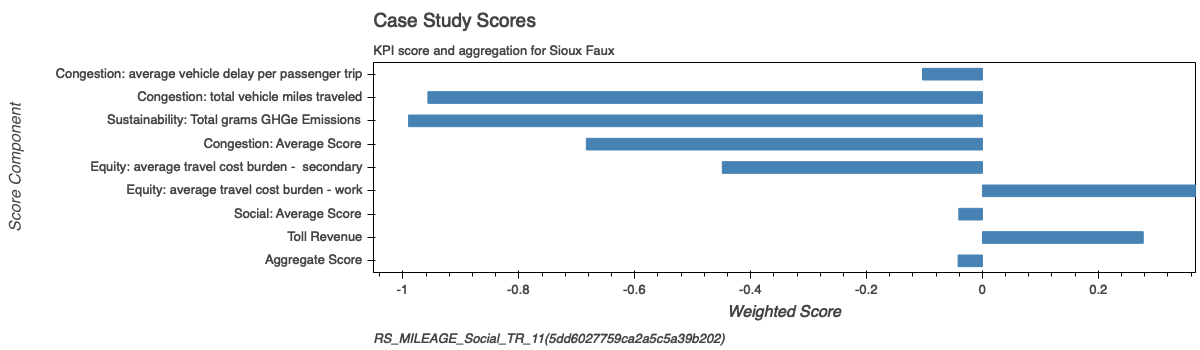 Case Study Scores
KPI score and aggregation for Sioux Faux
Score Component
Congestion: average vehicle delay per passenger trip
Congestion: total vehicle miles traveled
Sustainability: Total grams GHGe Emissions
Congestion: Average Score
Equity: average travel cost burden -  secondary
Equity: average travel cost burden - work
Social: Average Score
Toll Revenue
Aggregate Score
-1 -0.8 -0.6 -0.4 -0.2 0 0.2
Weighted Score
RS_MILEAGE_Social_TR_11(5dd6027759ca2a5c5a39b202)